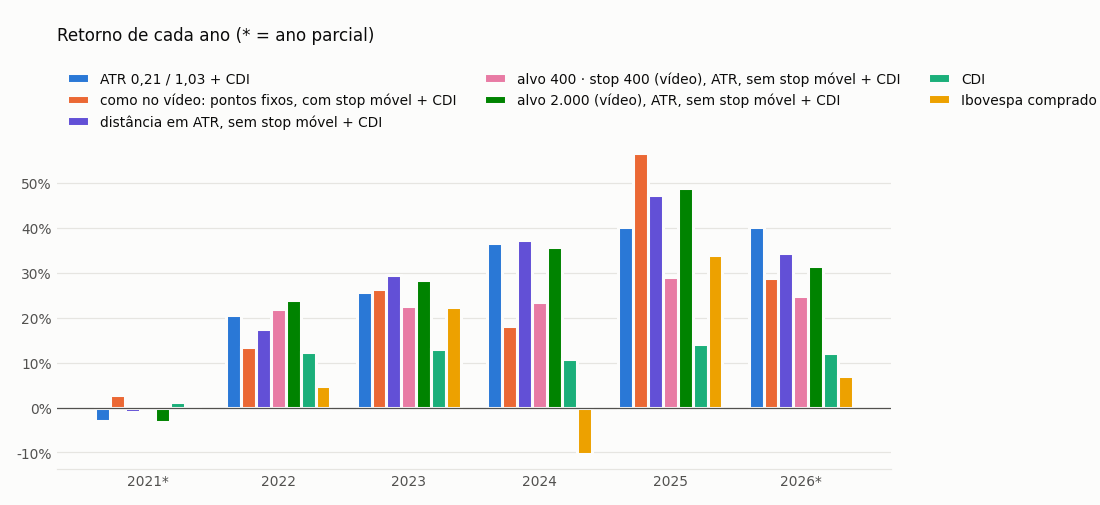 Retorno de cada ano (* = ano parcial)
ATR 0,21 / 1,03 + CDI
como no vídeo: pontos fixos, com stop móvel + CDI
distância em ATR, sem stop móvel + CDI
alvo 400 · stop 400 (vídeo), ATR, sem stop móvel + CDI
alvo 2.000 (vídeo), ATR, sem stop móvel + CDI
CDI
Ibovespa comprado
50%
40%
30%
20%
10%
0%
-10%
2021* 2022 2023 2024 2025 2026*